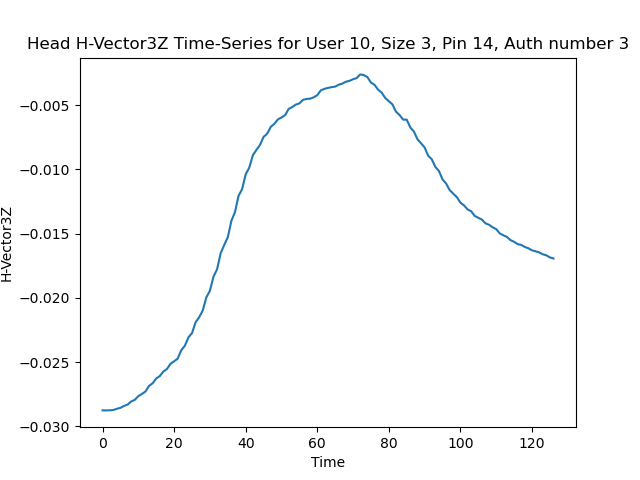 Head H-Vector3Z Time-Series for User 10, Size 3, Pin 14, Auth number 3
−0.005
−0.010
−0.015
−0.020
−0.025
−0.030
H-Vector3Z
0 20 40 60 80 100 120
Time